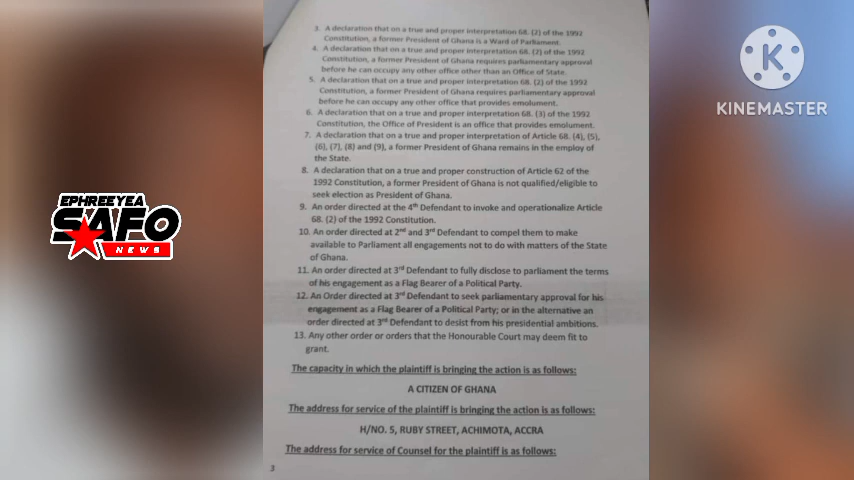 3. A declaration that on a true and proper interpretation 68. (2) of the 1992
Constitution, a former President of Ghana is a Ward of Parliament.
4. A declaration that on a true and proper interpretation 68. (2) of the 1992
Constitution, a former President of Ghana requires parliamentary approval
before he can occupy any other office other than an Office of State.
5. A declaration that on a true and proper interpretation 68. (2) of the 1992
Constitution, a former President of Ghana requires parliamentary approval
before he can occupy any other office that provides emolument.
6. A declaration that on a true and proper interpretation 68. (3) of the 1992
Constitution, the Office of President is an office that provides emolument.
7. A declaration that on a true and proper interpretation of Article 68. (4), (5),
(6), (7), (8) and (9), a former President of Ghana remains in the employ of
the State.
8. A declaration that on a true and proper construction of Article 62 of the
1992 Constitution, a former President of Ghana is not qualified/eligible to
seek election as President of Ghana.
9. An order directed at the 4th Defendant to invoke and operationalize Article
68. (2) of the 1992 Constitution.
10. An order directed at 2nd and 3rd Defendant to compel them to make
available to Parliament all engagements not to do with matters of the State
of Ghana.
11. An order directed at 3rd Defendant to fully disclose to parliament the terms
of his engagement as a Flag Bearer of a Political Party.
12. An Order directed at 3rd Defendant to seek parliamentary approval for his
engagement as a Flag Bearer of a Political Party; or in the alternative an
order directed at 3rd Defendant to desist from his presidential ambitions.
13. Any other order or orders that the Honourable Court may deem fit to
grant.
The capacity in which the plaintiff is bringing the action is as follows:
A CITIZEN OF GHANA
The address for service of the plaintiff is bringing the action is as follows:
H/NO. 5, RUBY STREET, ACHIMOTA, ACCRA
The address for service of Counsel for the plaintiff is as follows:
3
EPHREEYEA
SAFO
NEWS
K
KINEMASTER